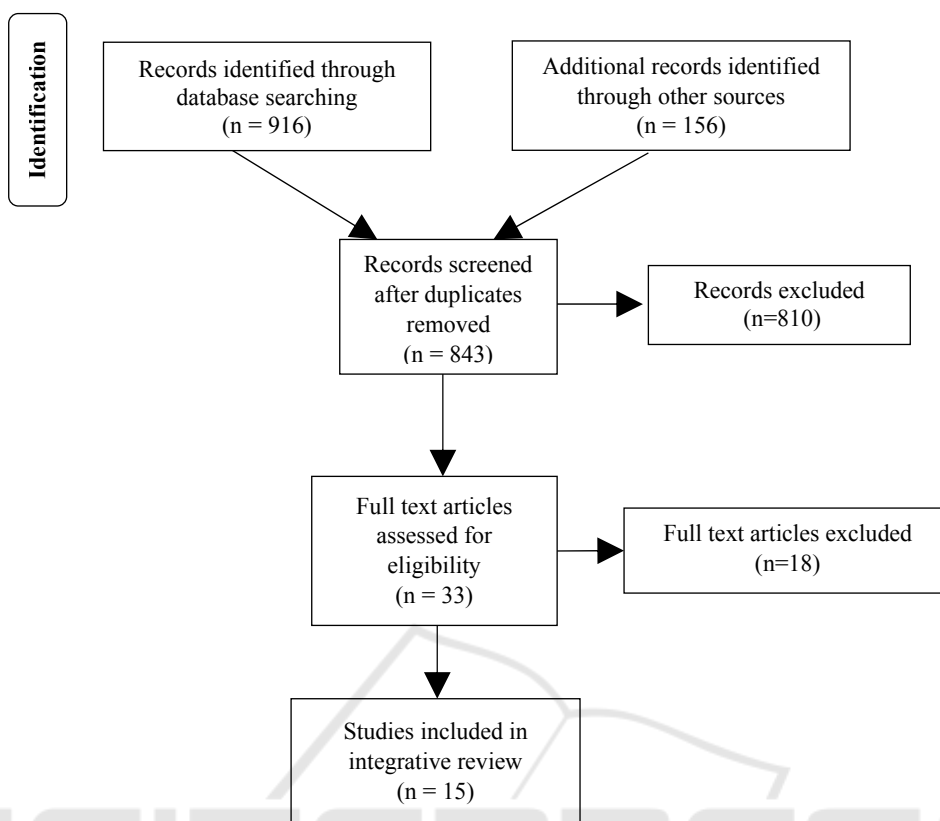 Identification
Records identified through
database searching
(n = 916)
Additional records identified
through other sources
(n = 156)
Records screened
after duplicates
removed
(n = 843)
Records excluded
(n=810)
Full text articles
assessed for
eligibility
(n = 33)
Full text articles excluded
(n=18)
Studies included in
integrative review
(n = 15)